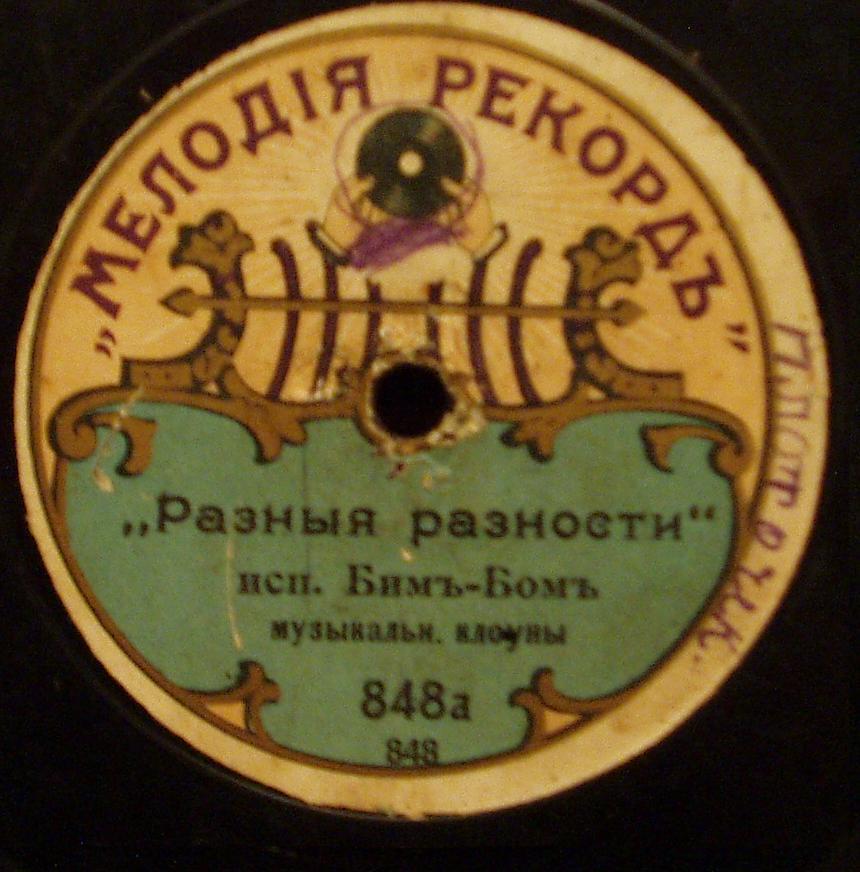 „МЕЛОДІЯ РЕКОРДЪ”
„Разныя разности“
исп. Бимъ-Бомъ
музыкальн. клоуны
848а
848